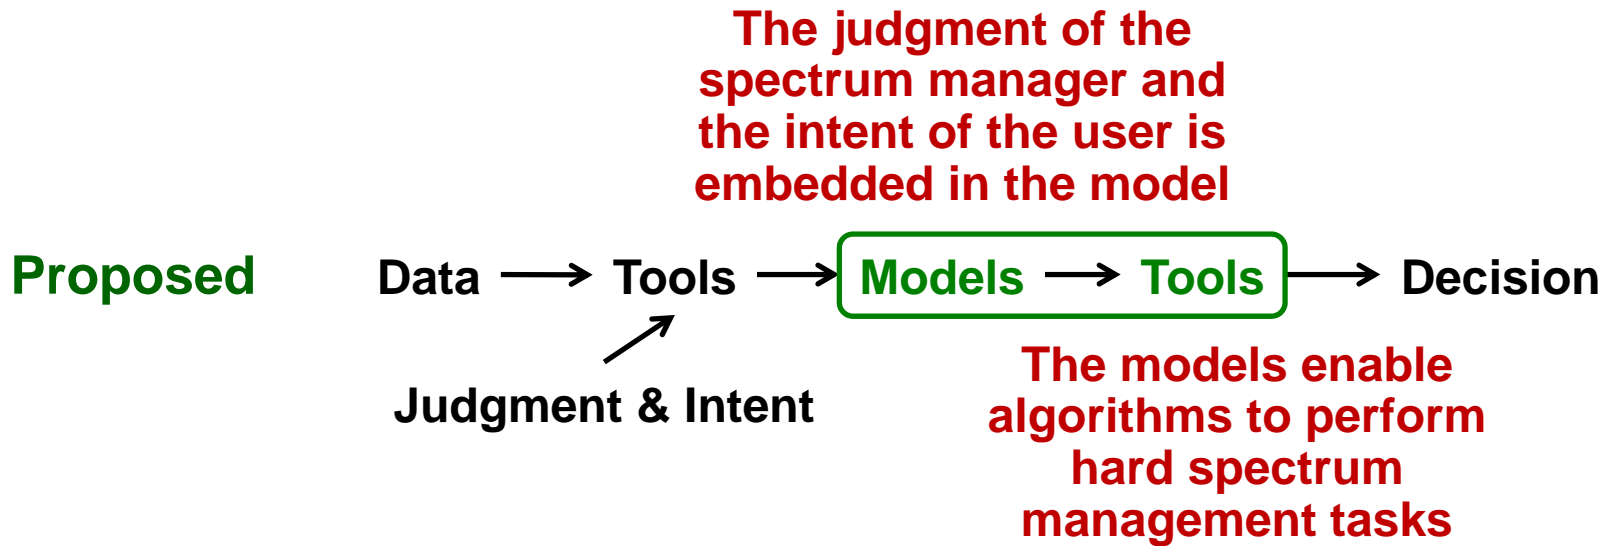 The judgment of the
spectrum manager and
the intent of the user is
embedded in the model
Proposed Data Tools Models Tools Decision
Judgment & Intent
The models enable
algorithms to perform
hard spectrum
management tasks